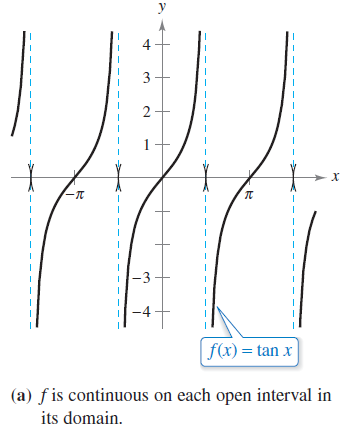 y
4
3
2
1
x
−π
π
−3
−4
f(x) = tan x
(a) f is continuous on each open interval in
its domain.